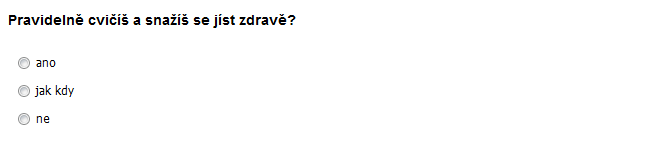 Pravidelně cvičíš a snažíš se jíst zdravě?
ano
jak kdy
ne